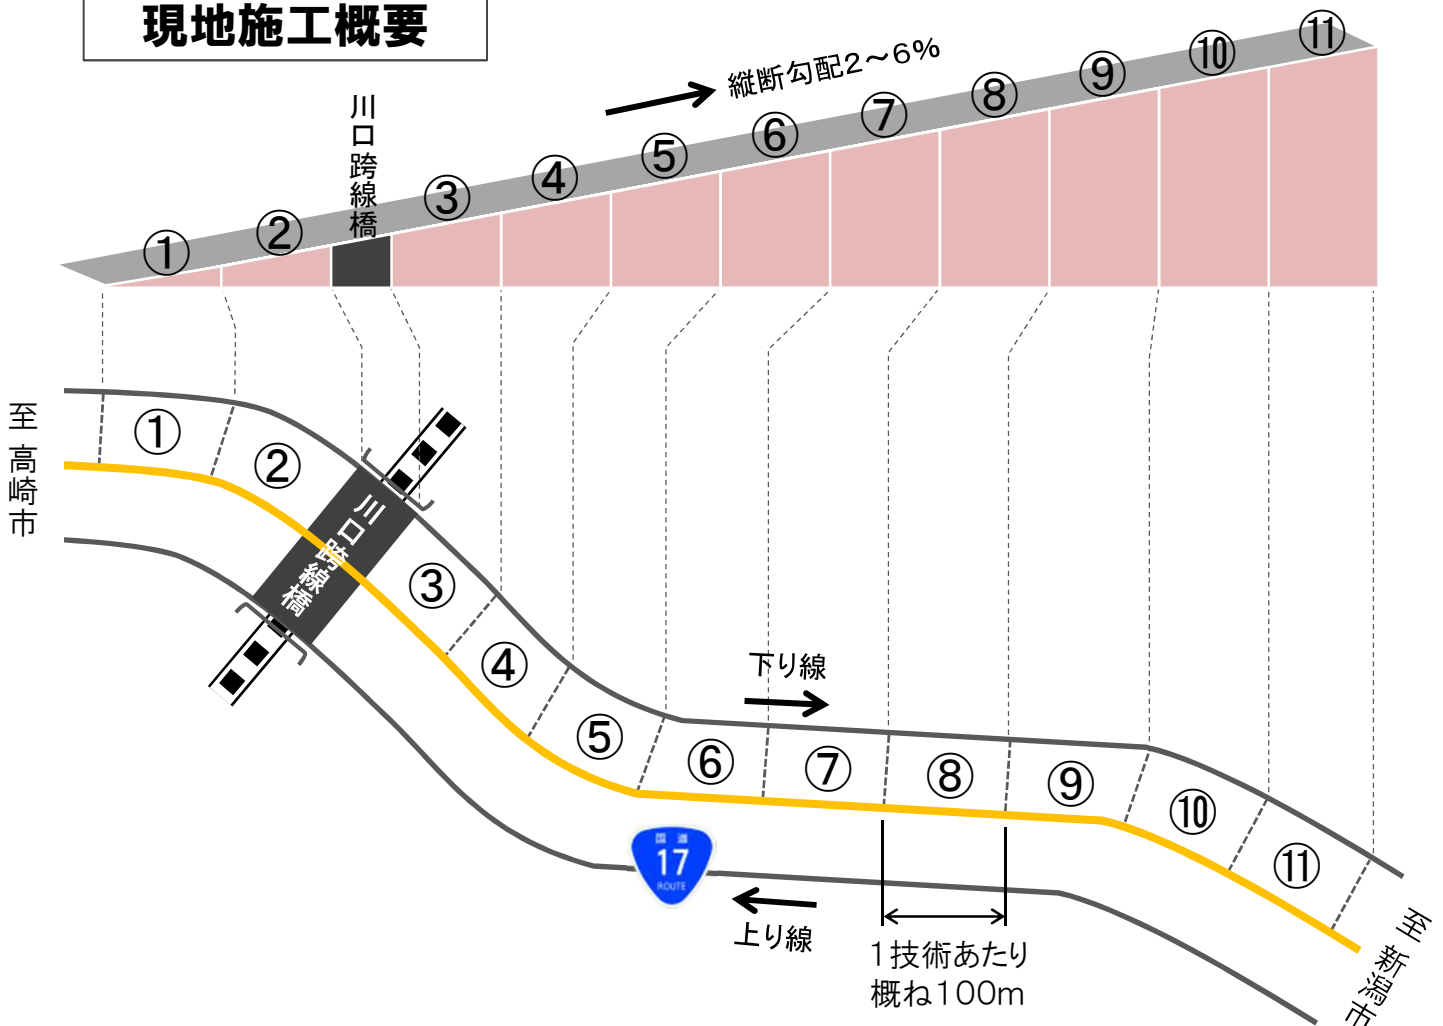 現地施工概要
縦断勾配2～6%
川口跨線橋
①
②
③
④
⑤
⑥
⑦
⑧
⑨
⑩
⑪
至 高崎市
①
②
川口跨線橋
③
④
⑤
⑥
⑦
⑧
⑨
⑩
⑪
下り線
国道
17
ROUTE
上り線
1技術あたり
概ね100m
至 新潟市